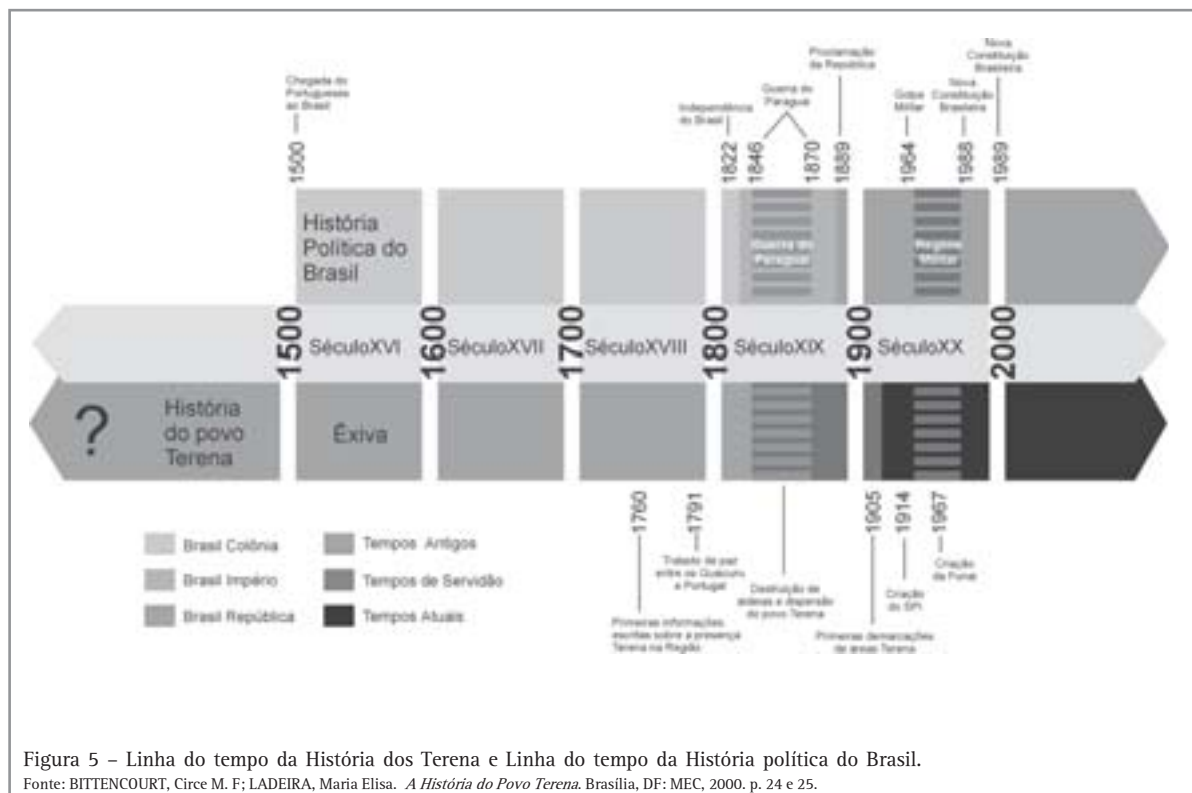 Chegada do
Portugueses
ao Brasil
1500
Independência
do Brasil
1822
Guerra do
Paraguai
1846
1870
Proclamação
da República
1889
Golpe
Militar
1964
Nova
Constituição
Brasileira
1988
Nova
Constituição
Brasileira
1989
História
Política do
Brasil
Guerra do
Paraguai
Regime
Militar
1500
SéculoXVI
1600
SéculoXVII
1700
SéculoXVIII
1800
SéculoXIX
1900
SéculoXX
2000
?
História
do povo
Terena
Êxiva
1760
Primeiras informações
escritas sobre a presença
Terena na Região
1791
Tratado de paz
entre os Guaicuru
e Portugal
Destruição de
aldeias e dispersão
do povo Terena
1905
Primeiras demarcações
de áreas Terena
1914
Criação
do SPI
1967
Criação
da Funai
Brasil Colônia
Brasil Império
Brasil República
Tempos Antigos
Tempos de Servidão
Tempos Atuais
Figura 5 – Linha do tempo da História dos Terena e Linha do tempo da História política do Brasil.
Fonte: BITTENCOURT, Circe M. F; LADEIRA, Maria Elisa. A História do Povo Terena. Brasília, DF: MEC, 2000. p. 24 e 25.